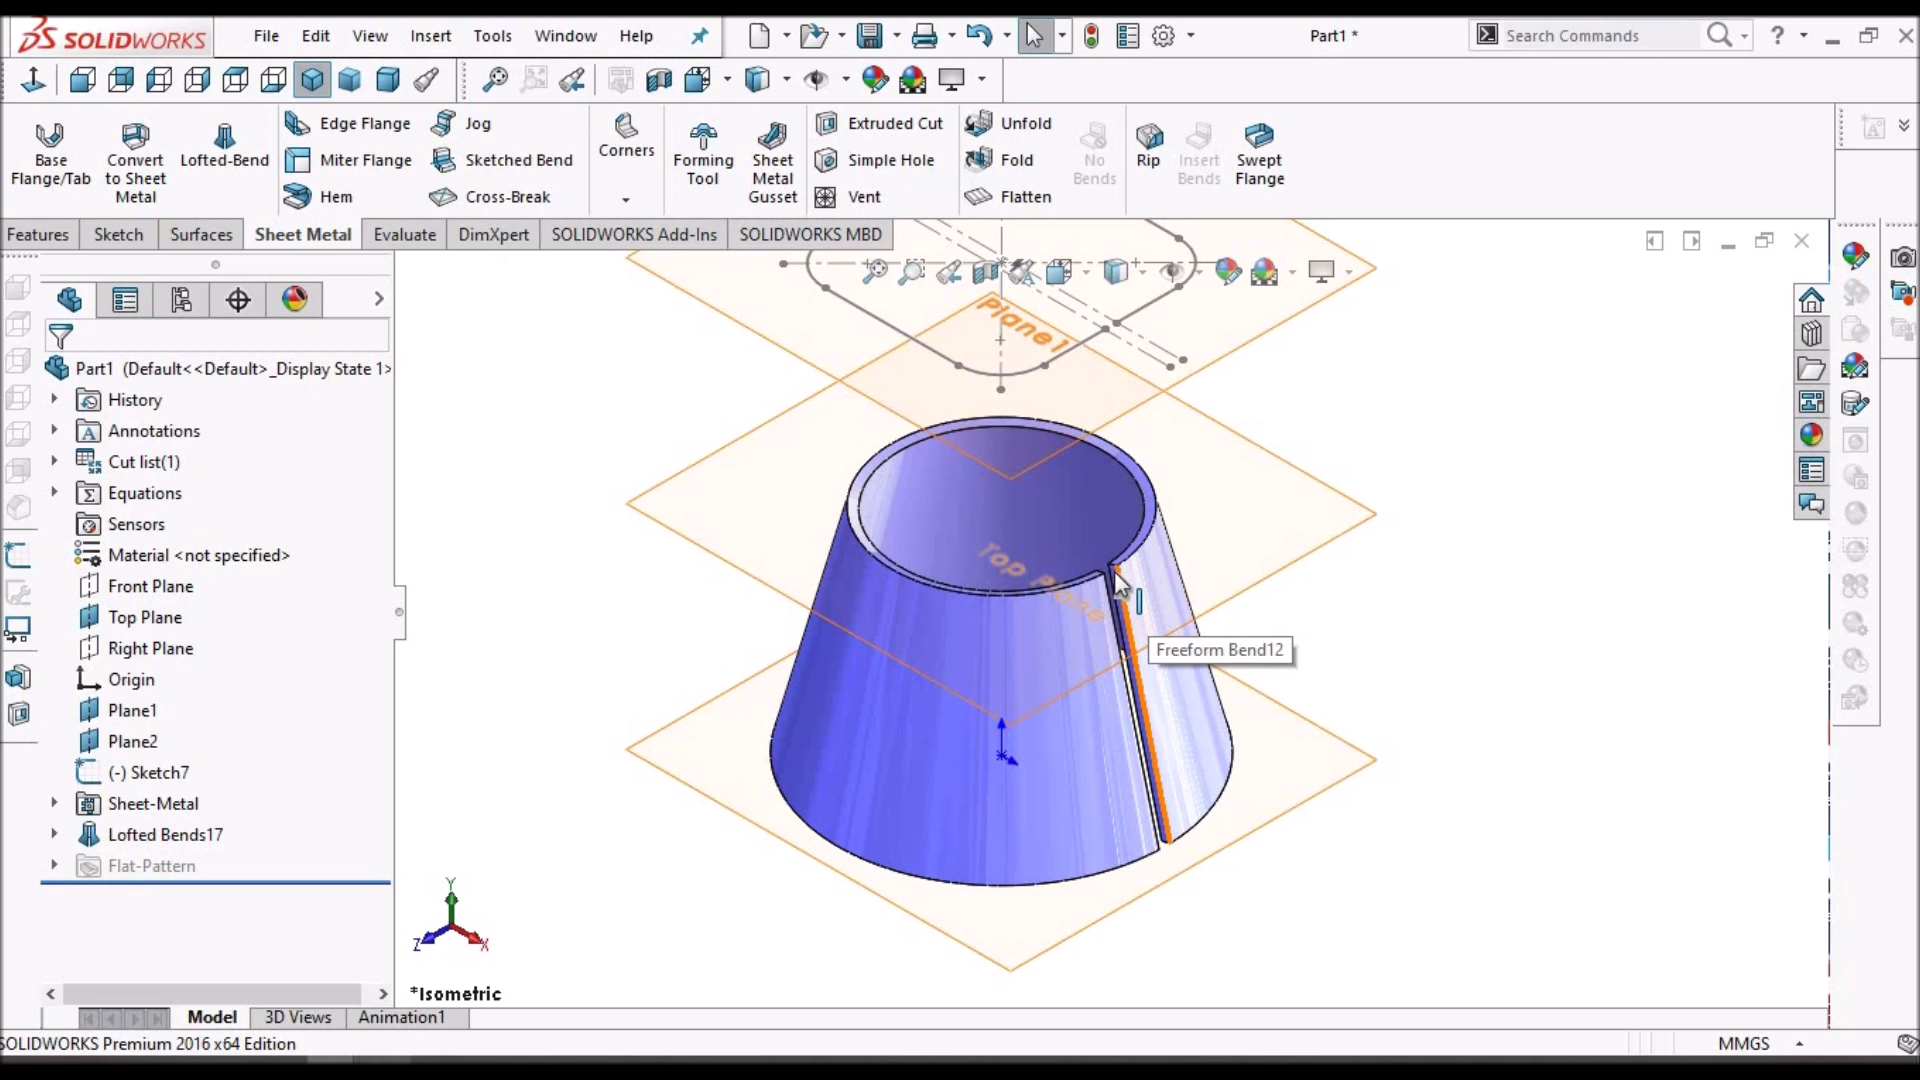 SOLIDWORKS File Edit View Insert Tools Window Help Part1 * Search Commands ?
Base Flange/Tab
Convert to Sheet Metal
Lofted-Bend
Edge Flange
Miter Flange
Hem
Jog
Sketched Bend
Cross-Break
Corners
Forming Tool
Sheet Metal Gusset
Extruded Cut
Simple Hole
Vent
Unfold
Fold
Flatten
No Bends
Rip
Insert Bends
Swept Flange
Features Sketch Surfaces Sheet Metal Evaluate DimXpert SOLIDWORKS Add-Ins SOLIDWORKS MBD
Part1 (Default<<Default>_Display State 1>
History
Annotations
Cut list(1)
Equations
Sensors
Material <not specified>
Front Plane
Top Plane
Right Plane
Origin
Plane1
Plane2
(-) Sketch7
Sheet-Metal
Lofted Bends17
Flat-Pattern
Plane1
Top Plane
Freeform Bend12
Y
Z
X
*Isometric
Model 3D Views Animation1
SOLIDWORKS Premium 2016 x64 Edition MMGS